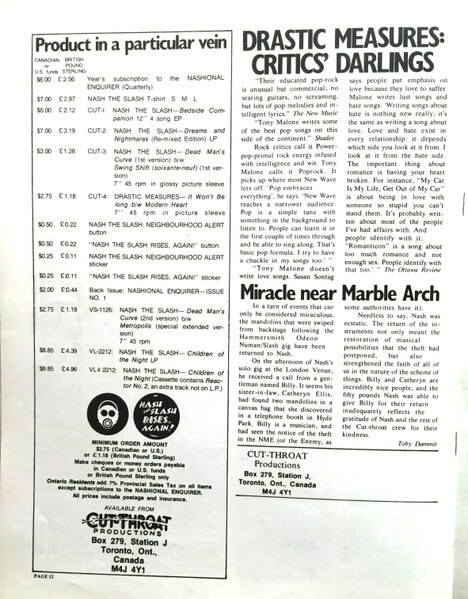 Product in a particular vein
CANADIAN BRITISH
or POUND
U.S. funds STERLING
$6.00 £2.56 Year's subscription to the NASHIONAL
ENQUIRER (Quarterly)
$7.00 £2.97 NASH THE SLASH T-shirt S M L
$5.00 £2.12 CUT-1: NASH THE SLASH—Bedside Com-
panion 12" 4 song EP
$7.00 £3.19 CUT-2: NASH THE SLASH—Dreams and
Nightmares (Re-mixed Edition) LP
$3.00 £1.28 CUT-3: NASH THE SLASH—Dead Man's
Curve (1st version) b/w
Swing Shift (soixante-neuf) (1st ver-
sion)
7" 45 rpm in glossy picture sleeve
$2.75 £1.18 CUT-4: DRASTIC MEASURES—It Won't Be
long b/w Modern Heart
7" 45 rpm in picture sleeve
$0.50 £0.22 NASH THE SLASH: NEIGHBOURHOOD ALERT
button
$0.50 £0.22 "NASH THE SLASH RISES, AGAIN!" button
$0.25 £0.11 NASH THE SLASH: NEIGHBOURHOOD ALERT
sticker
$0.25 £0.11 "NASH THE SLASH RISES, AGAIN!" sticker
$2.00 £0.44 Back Issue: NASHIONAL ENQUIRER—ISSUE
NO. 1
$2.75 £1.18 VS-1126: NASH THE SLASH—Dead Man's
Curve (2nd version) b/w
Metropolis (special extended ver-
sion)
7" 45 rpm
$8.85 £4.39 VL-2212: NASH THE SLASH—Children of
the Night LP
$8.85 £4.96 VL4 2212: NASH THE SLASH—Children of
the Night (Cassette contains Reac-
tor No. 2, an extra track not on L.P.)
NASH
THE SLASH
RISES,
AGAIN!
MINIMUM ORDER AMOUNT
$2.75 (Canadian or U.S.)
or £1.18 (British Pound Sterling)
Make cheques or money orders payable
in Canadian or U.S. funds
or British Pound Sterling only
Ontario Residents add 7% Provincial Sales Tax on all items
except subscriptions to the NASHIONAL ENQUIRER.
All prices include postage and insurance.
AVAILABLE FROM
CUT-THROAT
PRODUCTIONS
Box 279, Station J
Toronto, Ont.,
Canada
M4J 4Y1
PAGE 12
DRASTIC MEASURES:
CRITICS' DARLINGS
"Their educated pop-rock
is unusual but commercial; no
searing guitars, no screaming,
but lots of pop melodies and in-
telligent lyrics." The New Music
"Tony Malone writes some
of the best pop songs on this
side of the continent." Shades
Rock critics call it Power-
pop-primal rock energy infused
with intelligence and wit. Tony
Malone calls it Poprock. It
picks up where most New Wave
lets off. 'Pop embraces
everything', he says. 'New Wave
reaches a narrower audience.
Pop is a simple tune with
something in the background to
listen to. People can learn it in
the first couple of times through
and be able to sing along. That's
basic pop formula. I try to have
a chuckle in my songs too.' "
"Tony Malone doesn't
write love songs. Susan Sontag
says people put emphasis on
love because they love to suffer
Malone writes lust songs and
hate songs. 'Writing songs about
hate is nothing new really; it's
the same as writing a song about
love. Love and hate exist in
every relationship: it depends
which side you look at it from. I
look at it from the hate side.
The important thing about
romance is having your heart
broken. For instance, "My Car
Is My Life, Get Out of My Car"
is about being in love with
someone so stupid you can't
stand them. It's probably writ-
ten about most of the people
I've had affairs with. And
people identify with it.
"Romanticon" is a song about
too much romance and not
enough sex. People identify with
that too.' " The Ottawa Review
Miracle near Marble Arch
In a turn of events that can
only be considered miraculous,
the mandolins that were swiped
from backstage following the
Hammersmith Odeon
Numan/Slash gig have been
returned to Nash.
On the afternoon of Nash's
solo gig at the London Venue,
he received a call from a gen-
tleman named Billy. It seems his
sister-in-law, Catheryn Ellis,
had found two mandolins in a
canvas bag that she discovered
in a telephone booth in Hyde
Park. Billy is a musician, and
had seen the notice of the theft
in the NME (or the Enemy, as
some authorities have it).
Needless to say, Nash was
ecstatic. The return of the in-
struments not only meant the
restoration of musical
possibilities that the theft had
postponed, but also
strengthened the faith of all of
us in the nature of the scheme of
things. Billy and Catheryn are
incredibly nice people, and the
fifty pounds Nash was able to
give Billy for their return
inadequately reflects the
gratitude of Nash and the rest of
the Cut-throat crew for their
kindness.
Toby Dammit
CUT-THROAT
Productions
Box 279, Station J,
Toronto, Ont.,
Canada
M4J 4Y1